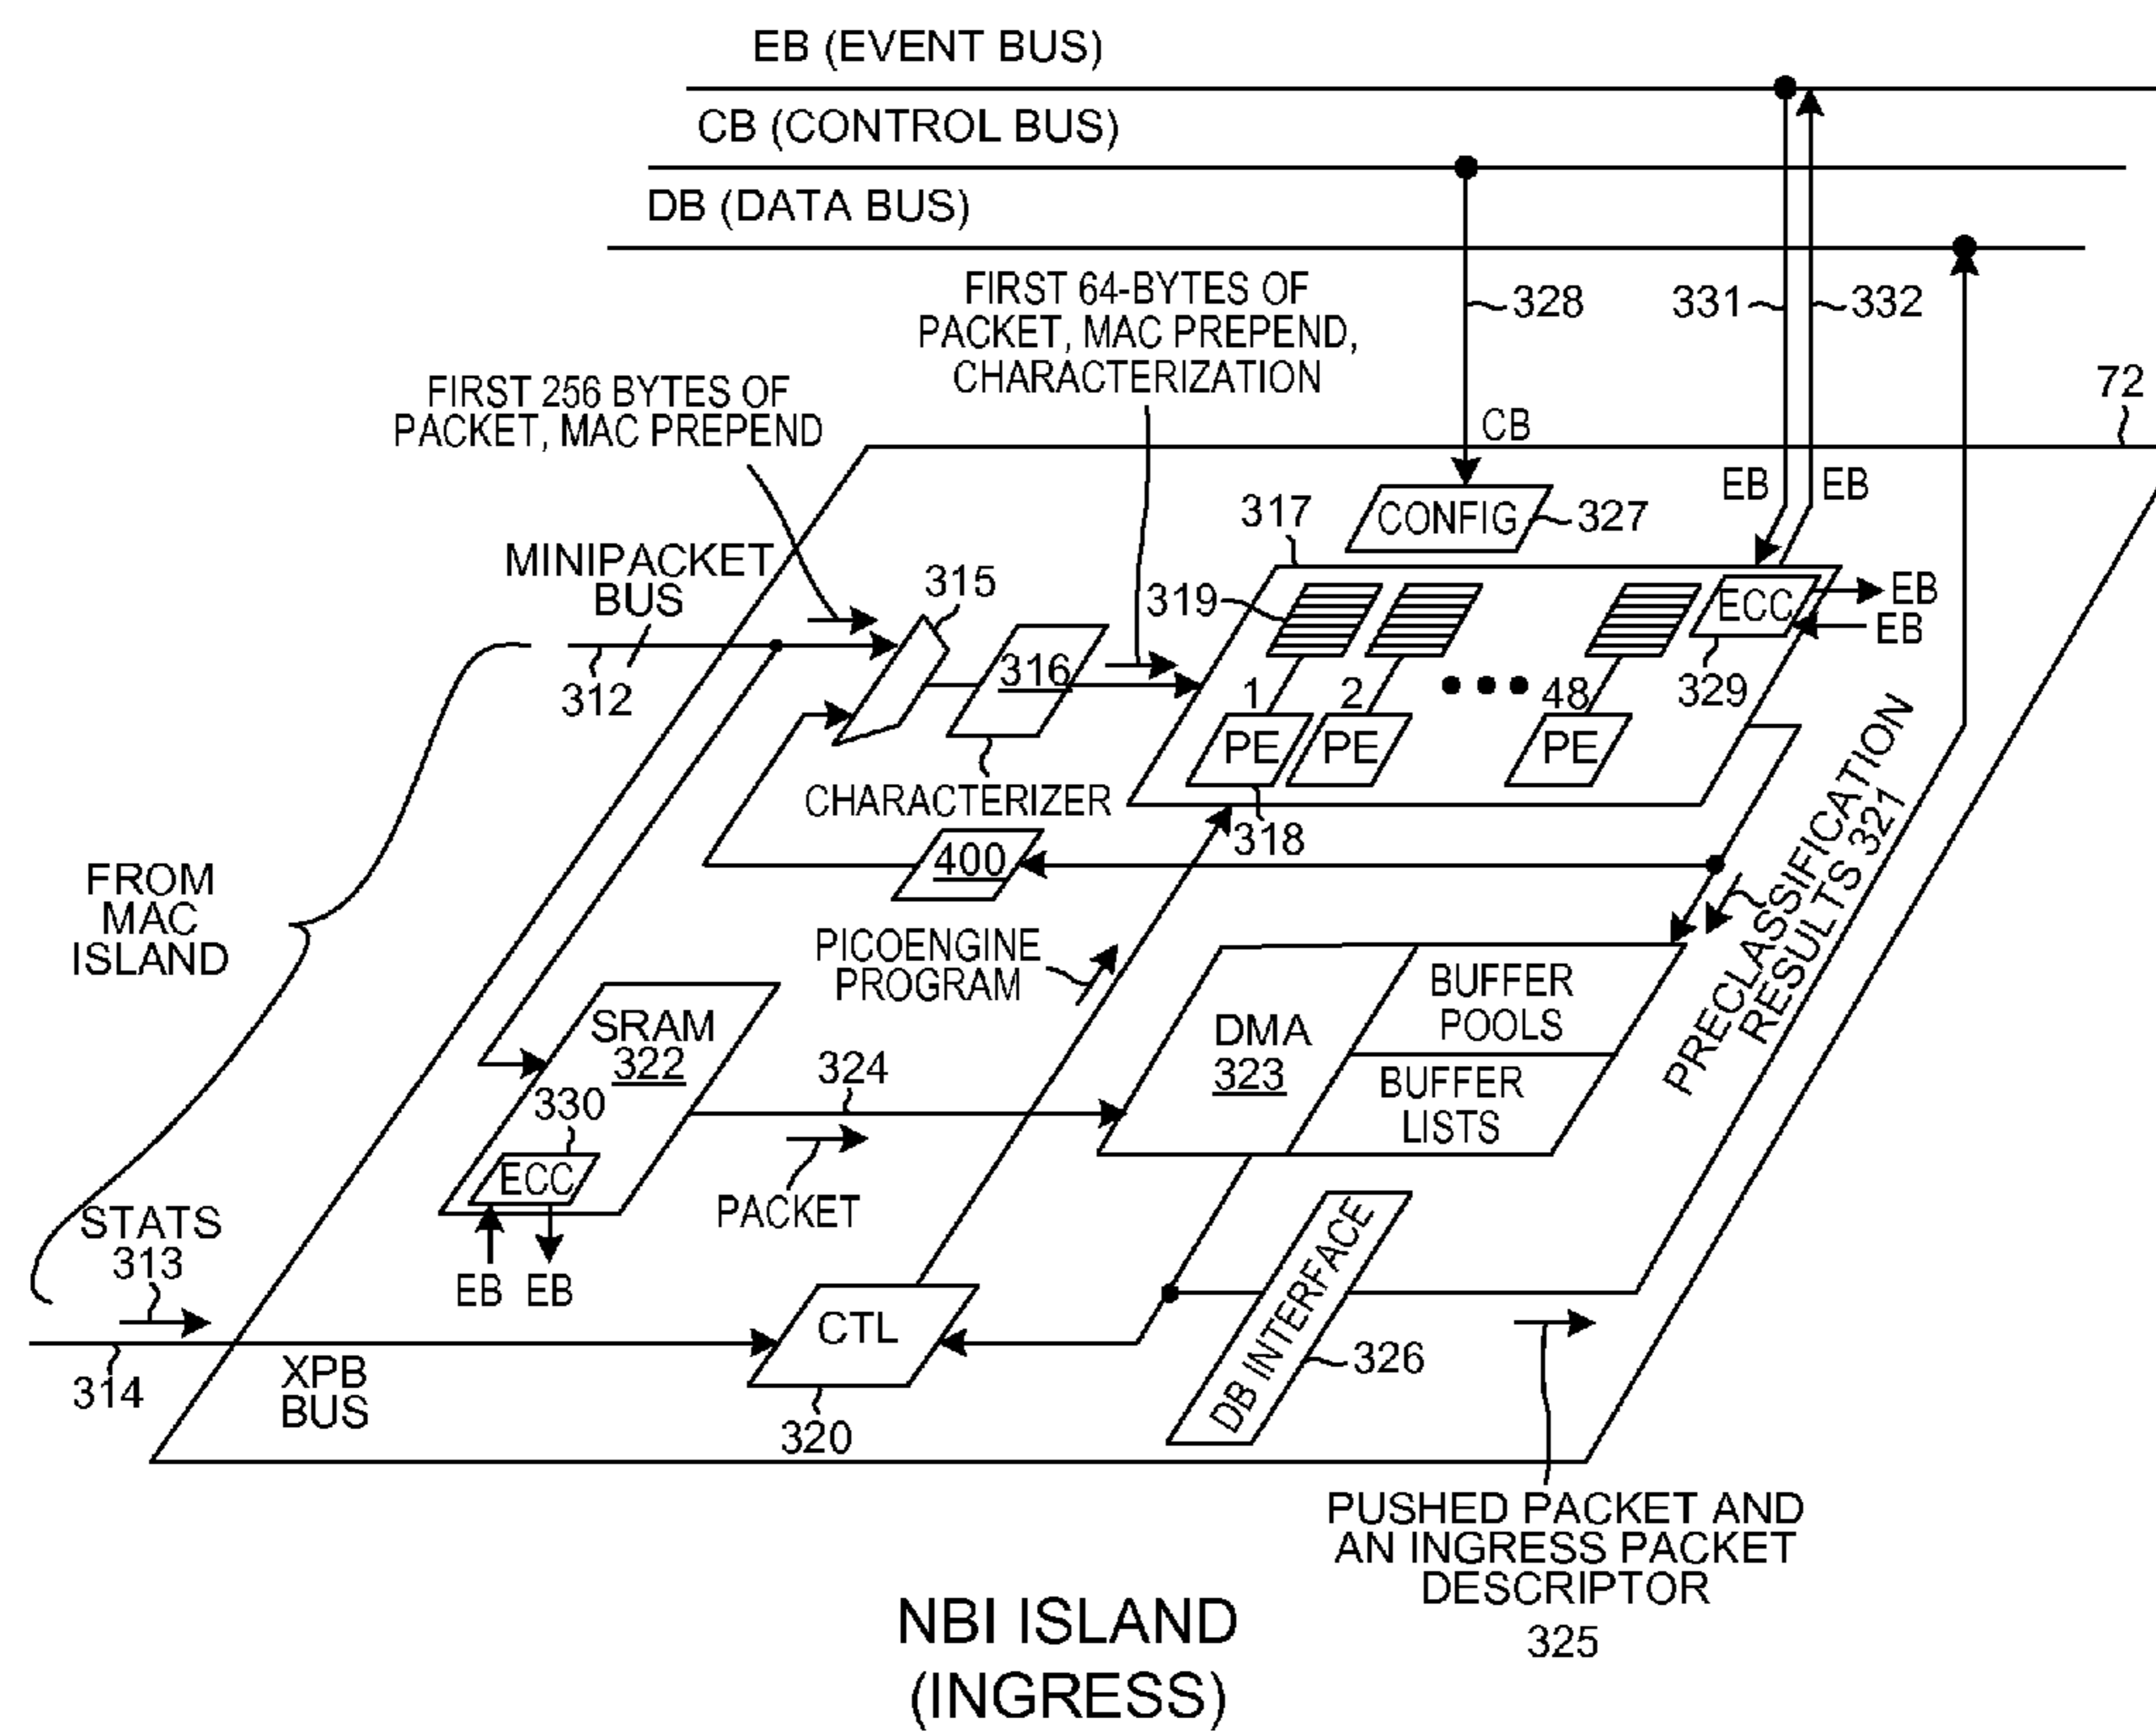 EB (EVENT BUS)
CB (CONTROL BUS)
DB (DATA BUS)
FIRST 64-BYTES OF
PACKET, MAC PREPEND,
CHARACTERIZATION
328
331
332
72
FIRST 256 BYTES OF
PACKET, MAC PREPEND
CB
EB
EB
317
CONFIG
327
MINIPACKET
BUS
315
319
ECC
EB
EB
312
316
1
2
48
329
PE
PE
PE
CHARACTERIZER
318
400
FROM
MAC
ISLAND
PICOENGINE
PROGRAM
PRECLASSIFICATION
RESULTS 321
SRAM
322
330
ECC
EB
EB
324
PACKET
DMA
323
BUFFER
POOLS
BUFFER
LISTS
STATS
313
314
XPB
BUS
CTL
320
DB INTERFACE
326
PUSHED PACKET AND
AN INGRESS PACKET
DESCRIPTOR
325
NBI ISLAND
(INGRESS)